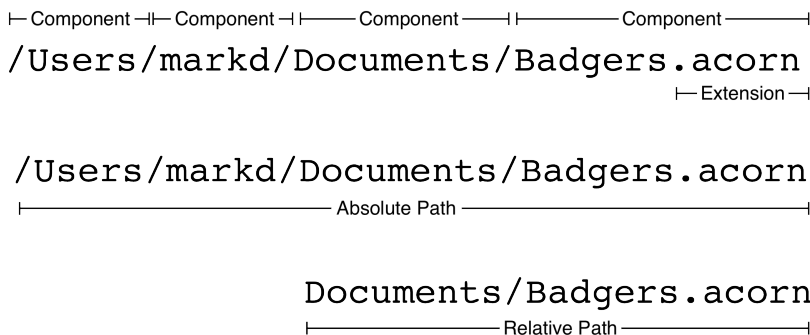 Component Component Component Component
/Users/markd/Documents/Badgers.acorn
Extension
/Users/markd/Documents/Badgers.acorn
Absolute Path
Documents/Badgers.acorn
Relative Path